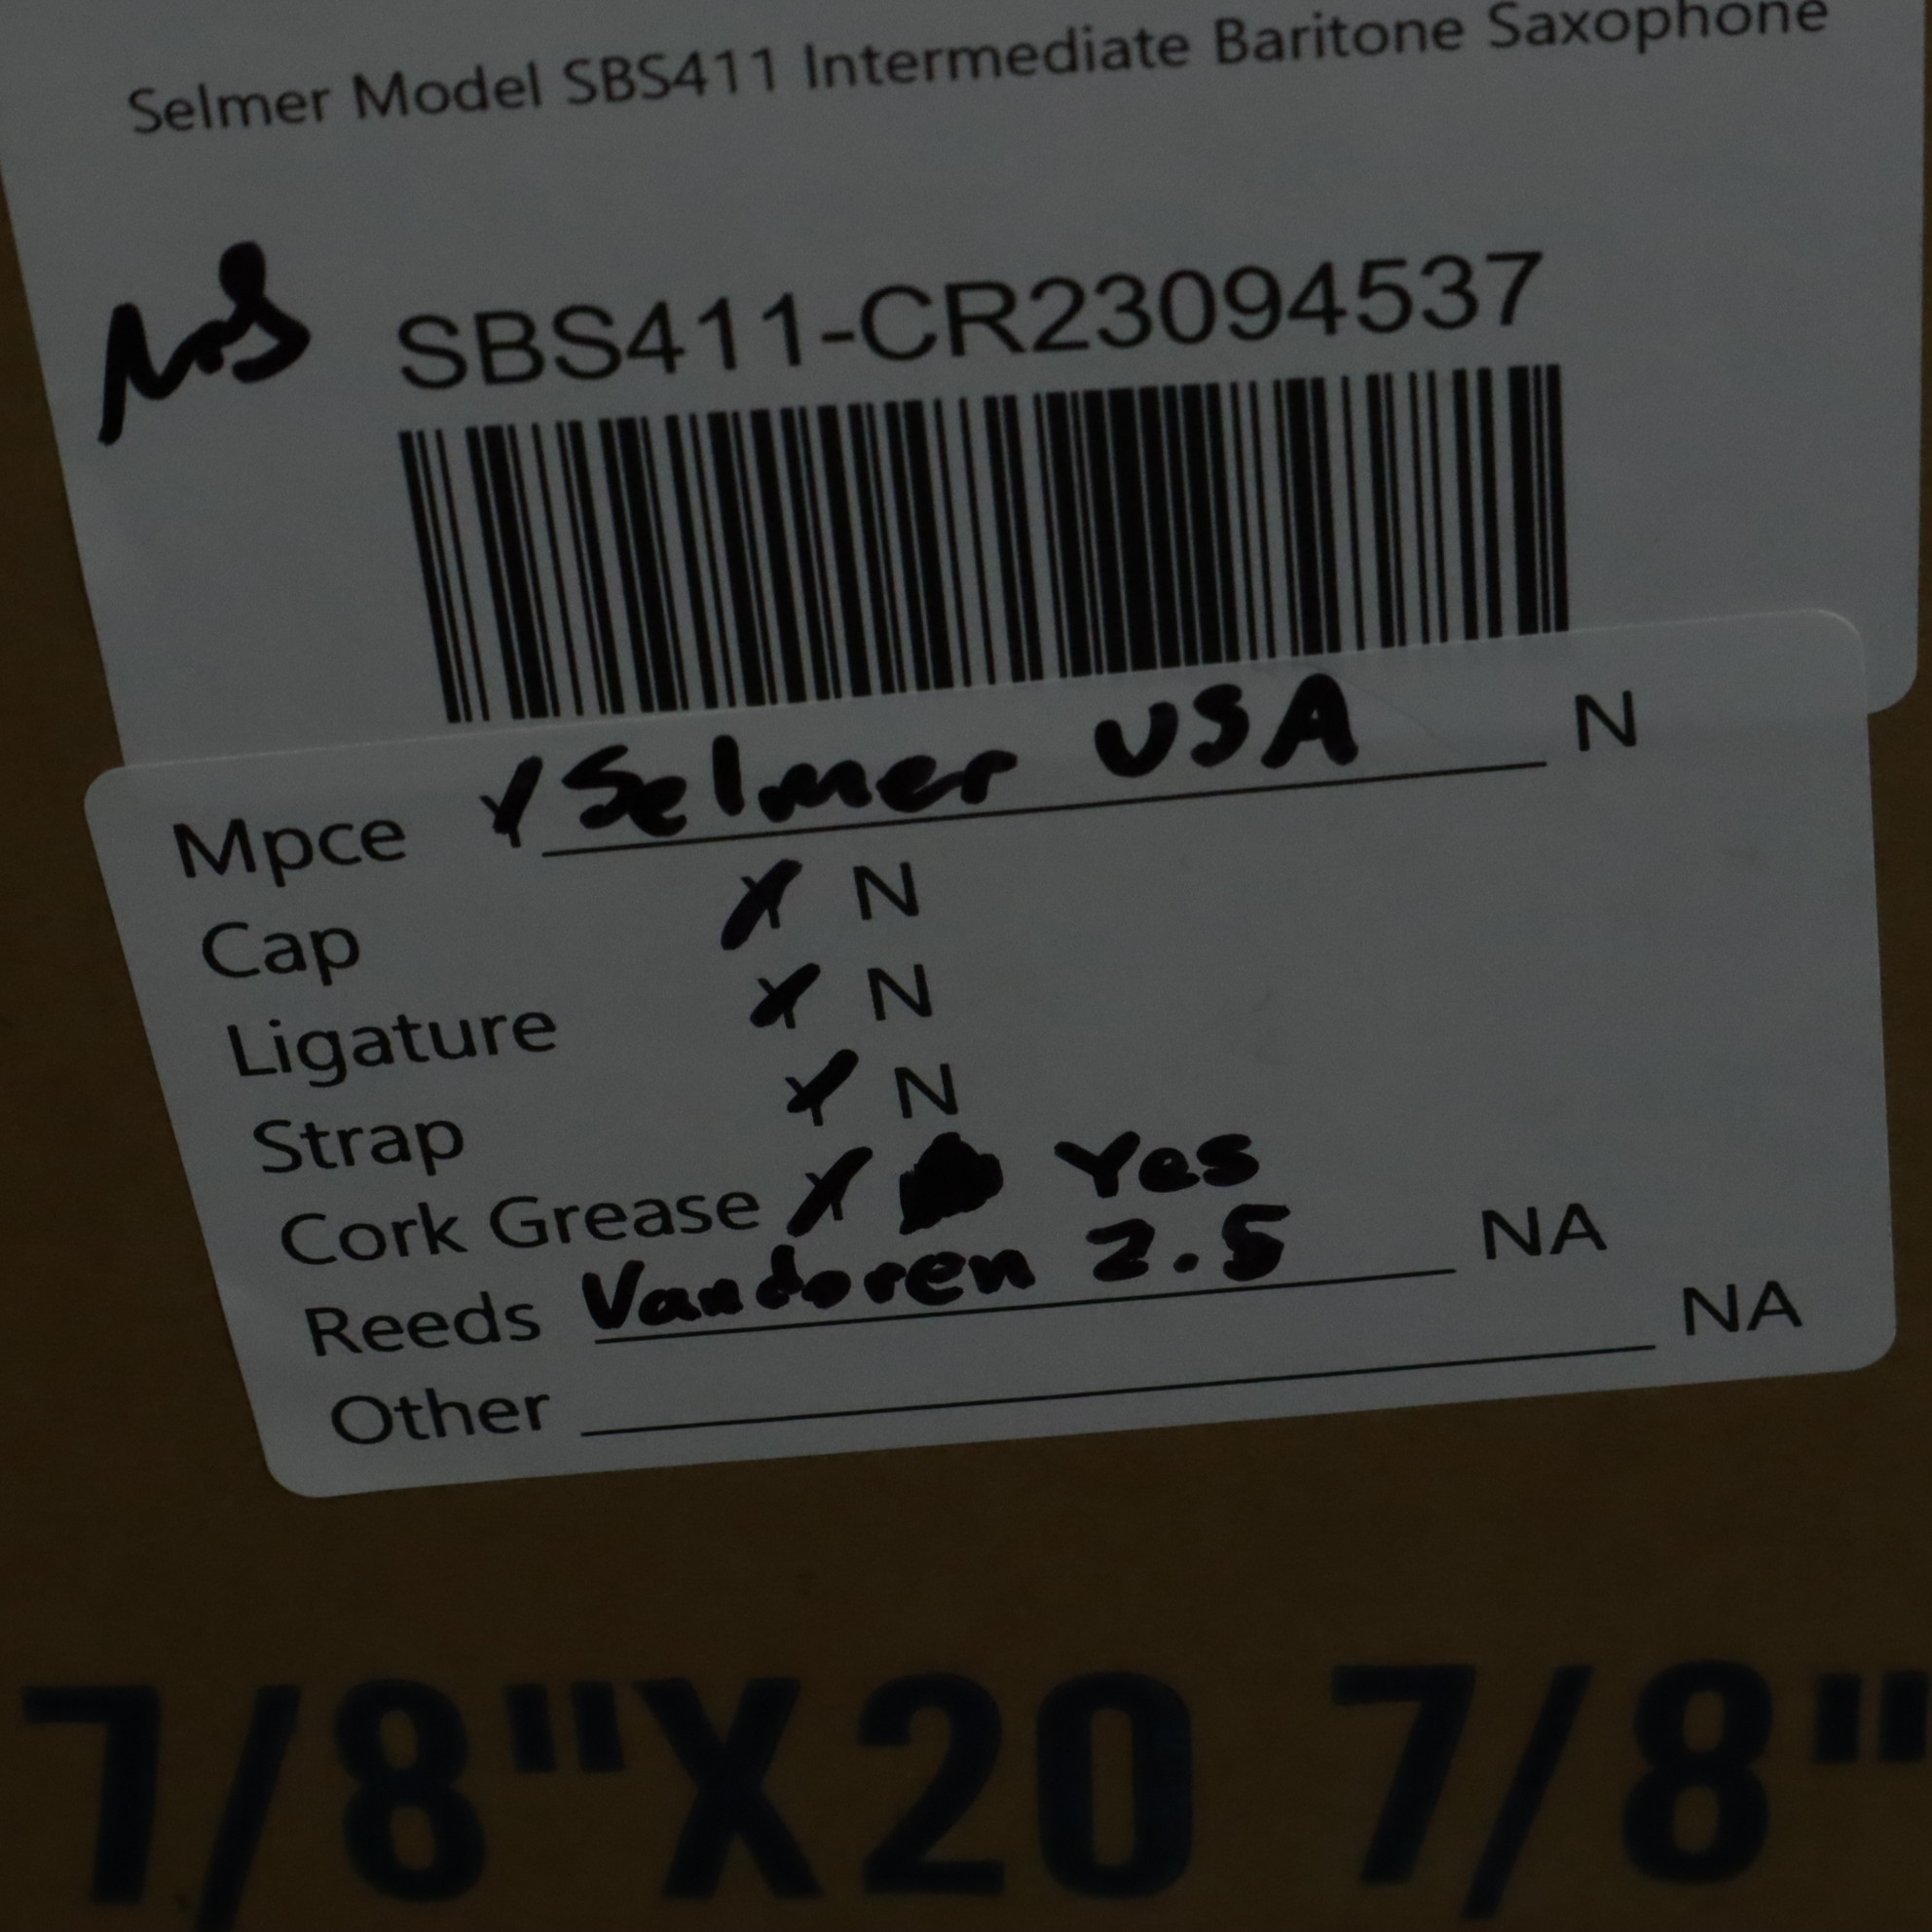 Selmer Model SBS411 Intermediate Baritone Saxophone
SBS411-CR23094537
Mpce Y Selmer USA N
Cap Y N
Ligature Y N
Strap Y N
Cork Grease Y Yes
Reeds Vandoren 2.5 NA
Other NA
7/8"X20 7/8"